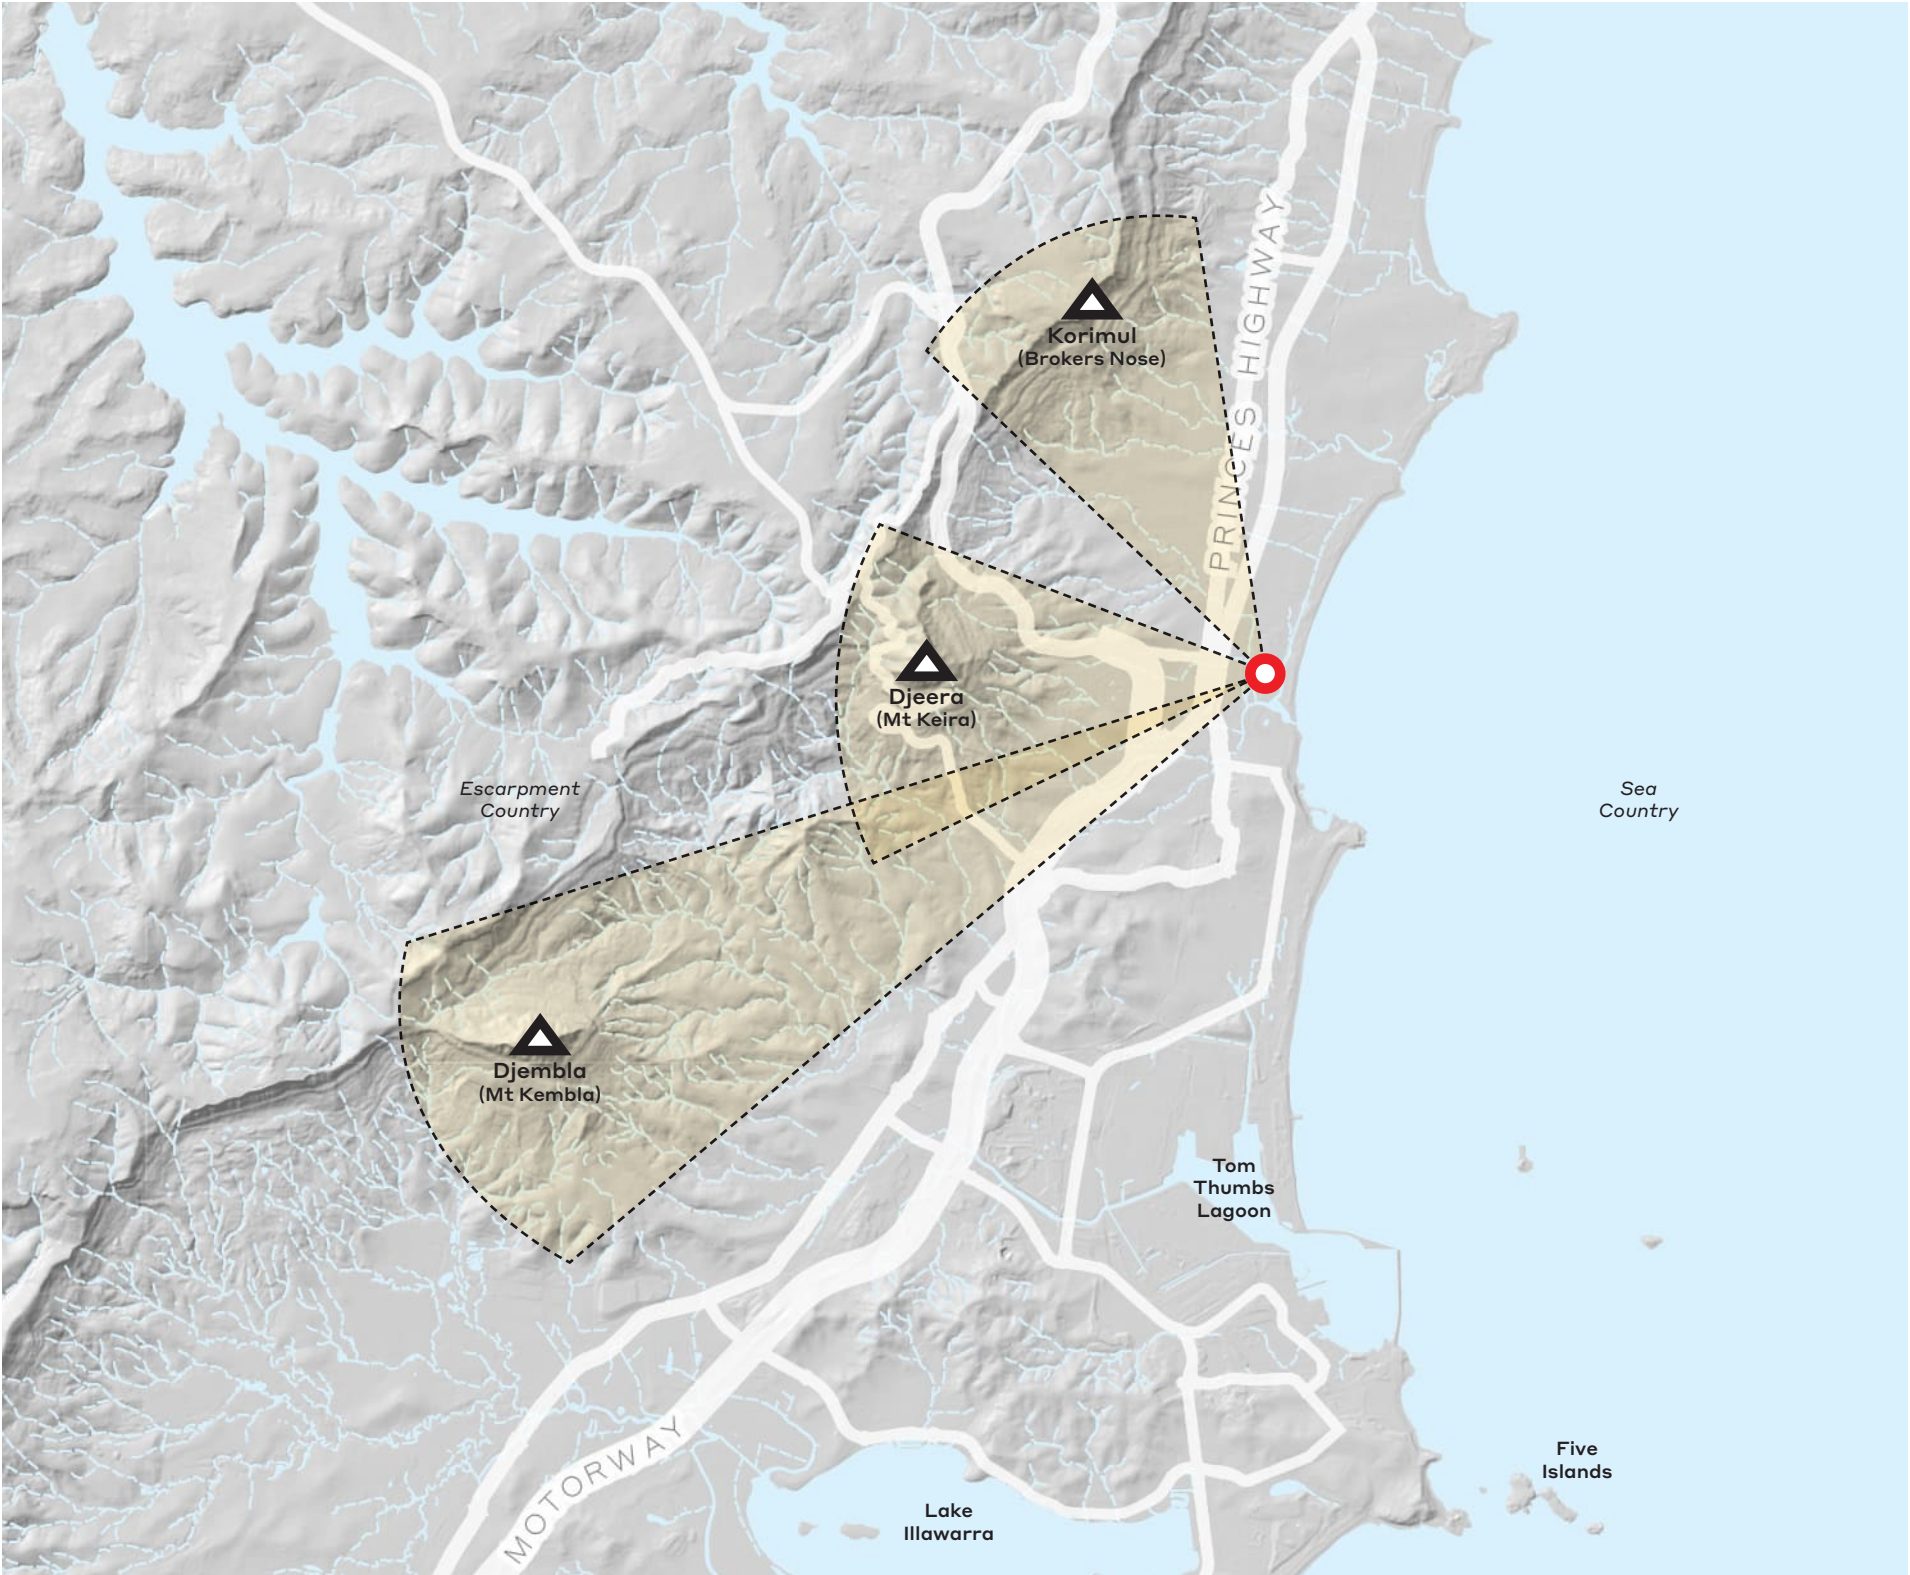 PRINCES HIGHWAY
Korimul
(Brokers Nose)
Djeera
(Mt Keira)
Escarpment
Country
Sea
Country
Djembla
(Mt Kembla)
Tom
Thumbs
Lagoon
MOTORWAY
Five
Islands
Lake
Illawarra